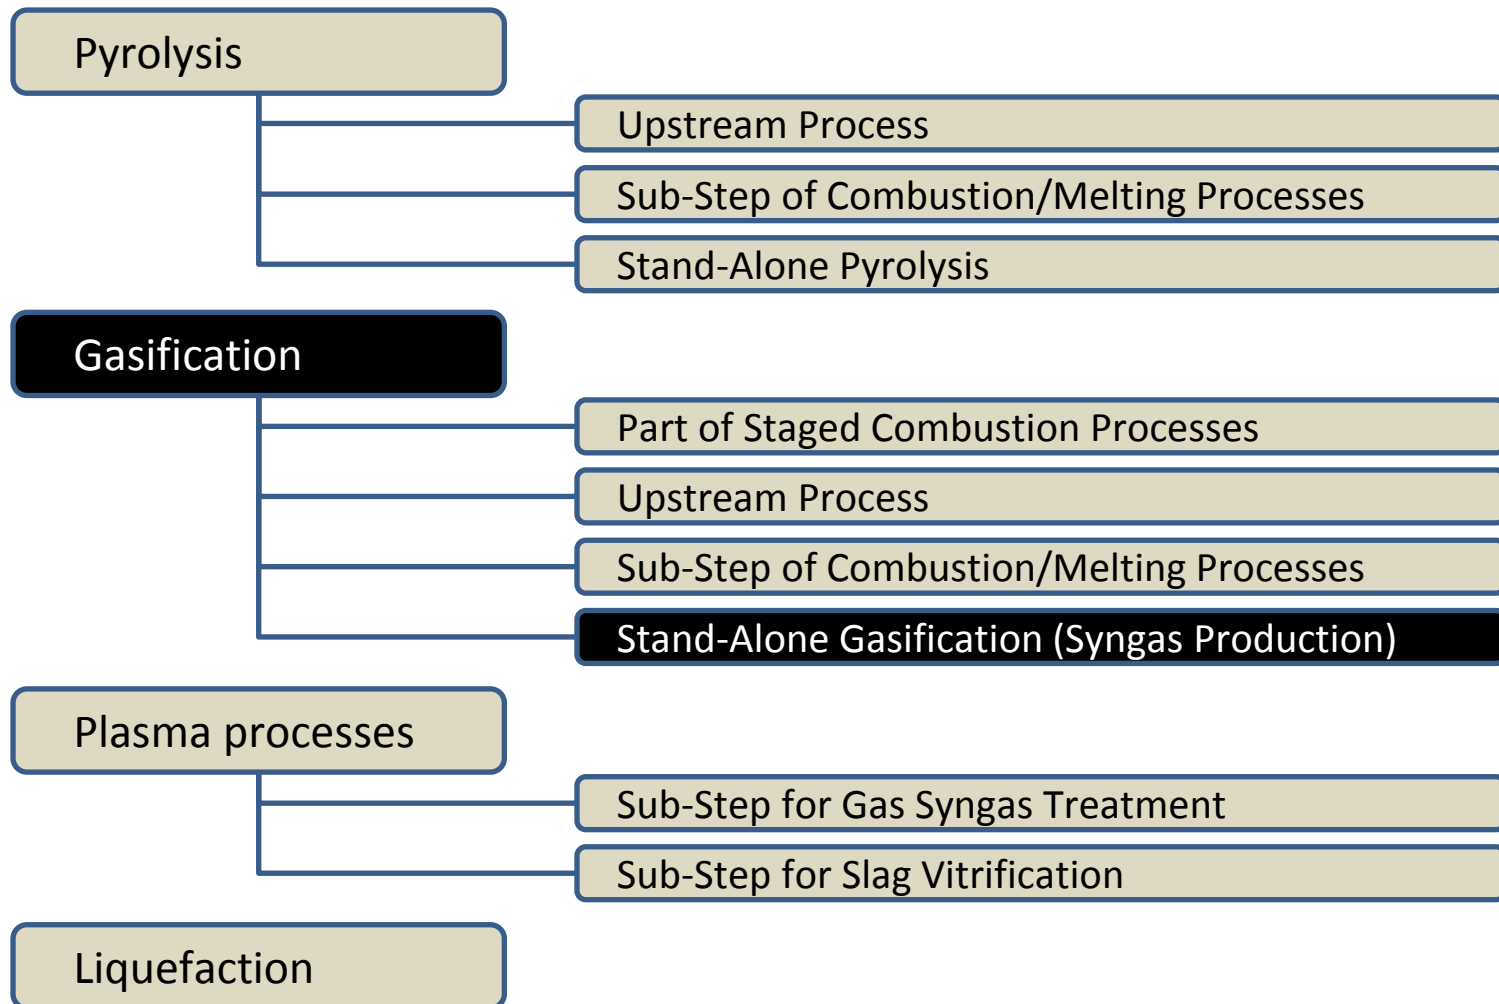 Pyrolysis
Upstream Process
Sub-Step of Combustion/Melting Processes
Stand-Alone Pyrolysis
Gasification
Part of Staged Combustion Processes
Upstream Process
Sub-Step of Combustion/Melting Processes
Stand-Alone Gasification (Syngas Production)
Plasma processes
Sub-Step for Gas Syngas Treatment
Sub-Step for Slag Vitrification
Liquefaction